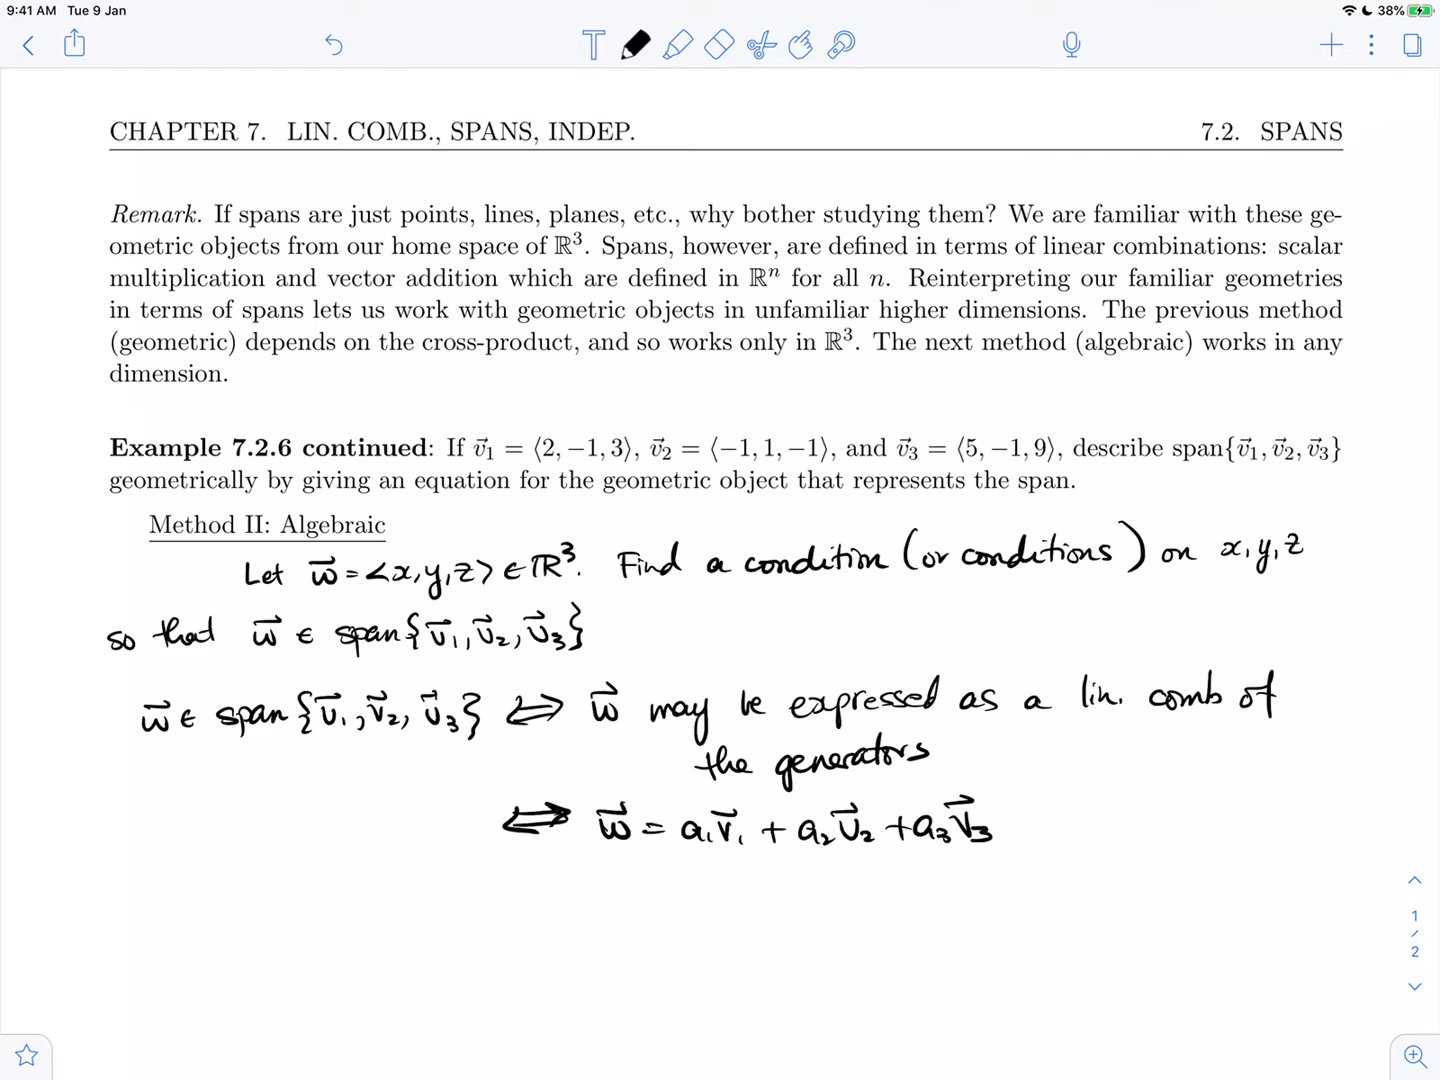 9:41 AM Tue 9 Jan
38%
CHAPTER 7. LIN. COMB., SPANS, INDEP. 7.2. SPANS
Remark. If spans are just points, lines, planes, etc., why bother studying them? We are familiar with these ge-
ometric objects from our home space of ℝ³. Spans, however, are defined in terms of linear combinations: scalar
multiplication and vector addition which are defined in ℝⁿ for all n. Reinterpreting our familiar geometries
in terms of spans lets us work with geometric objects in unfamiliar higher dimensions. The previous method
(geometric) depends on the cross-product, and so works only in ℝ³. The next method (algebraic) works in any
dimension.
Example 7.2.6 continued: If v⃗₁ = ⟨2, −1, 3⟩, v⃗₂ = ⟨−1, 1, −1⟩, and v⃗₃ = ⟨5, −1, 9⟩, describe span{v⃗₁, v⃗₂, v⃗₃}
geometrically by giving an equation for the geometric object that represents the span.
Method II: Algebraic
Let w⃗ = <x, y, z> ∈ ℝ³. Find a condition (or conditions) on x, y, z
so that w⃗ ∈ span{v⃗₁, v⃗₂, v⃗₃}
w⃗ ∈ span{v⃗₁, v⃗₂, v⃗₃} ⟺ w⃗ may be expressed as a lin. comb of
the generators
⟺ w⃗ = a₁v⃗₁ + a₂v⃗₂ + a₃v⃗₃
1
/
2